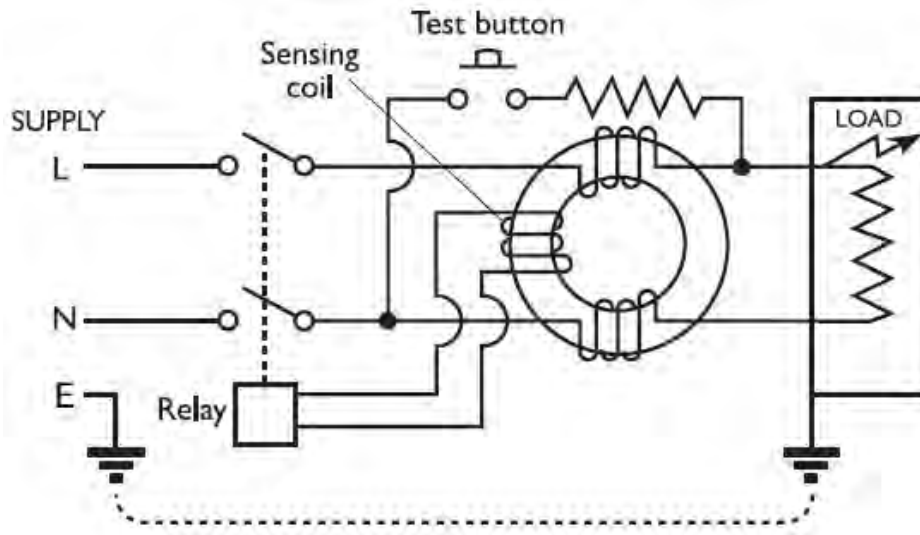 Test button
Sensing
coil
SUPPLY
LOAD
L
N
E
Relay